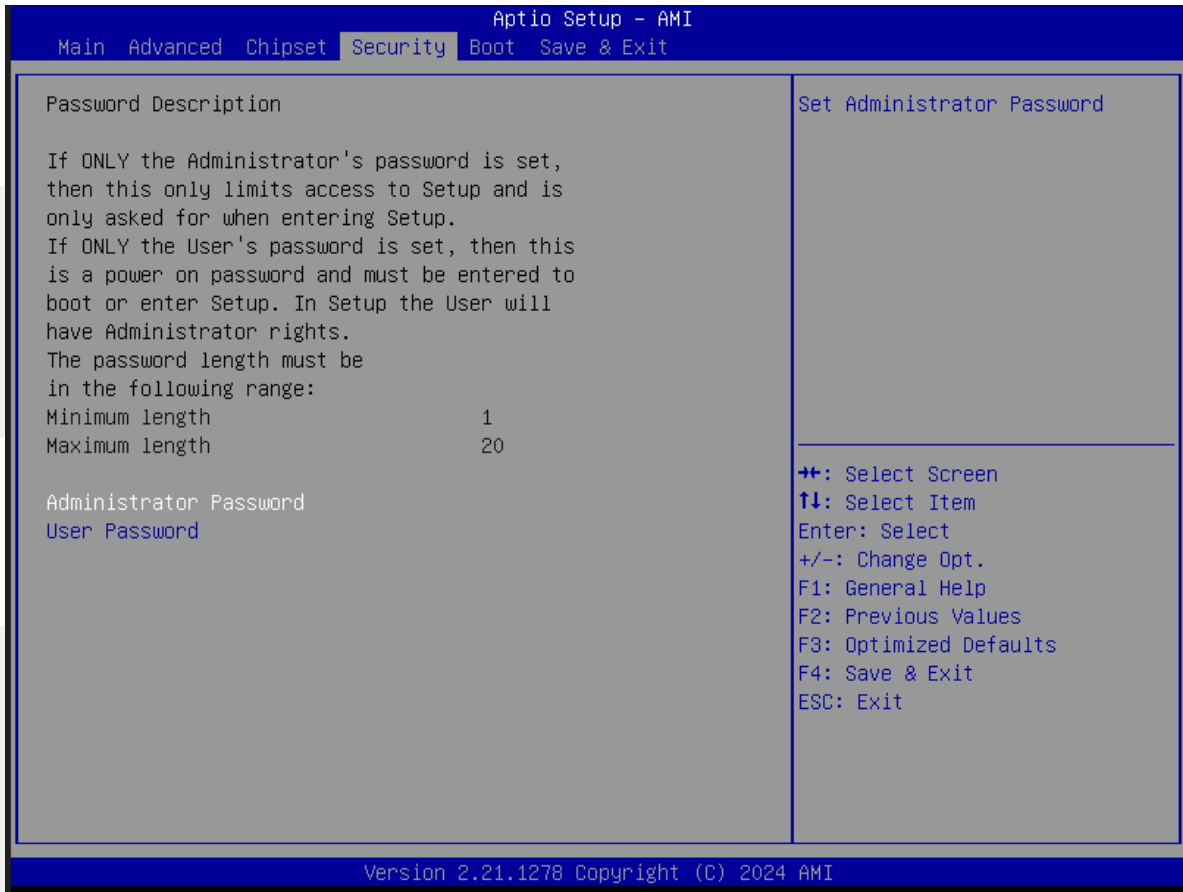 Aptio Setup – AMI
Main Advanced Chipset Security Boot Save & Exit
Password Description
If ONLY the Administrator's password is set,
then this only limits access to Setup and is
only asked for when entering Setup.
If ONLY the User's password is set, then this
is a power on password and must be entered to
boot or enter Setup. In Setup the User will
have Administrator rights.
The password length must be
in the following range:
Minimum length 1
Maximum length 20
Administrator Password
User Password
Set Administrator Password
→←: Select Screen
↑↓: Select Item
Enter: Select
+/-: Change Opt.
F1: General Help
F2: Previous Values
F3: Optimized Defaults
F4: Save & Exit
ESC: Exit
Version 2.21.1278 Copyright (C) 2024 AMI